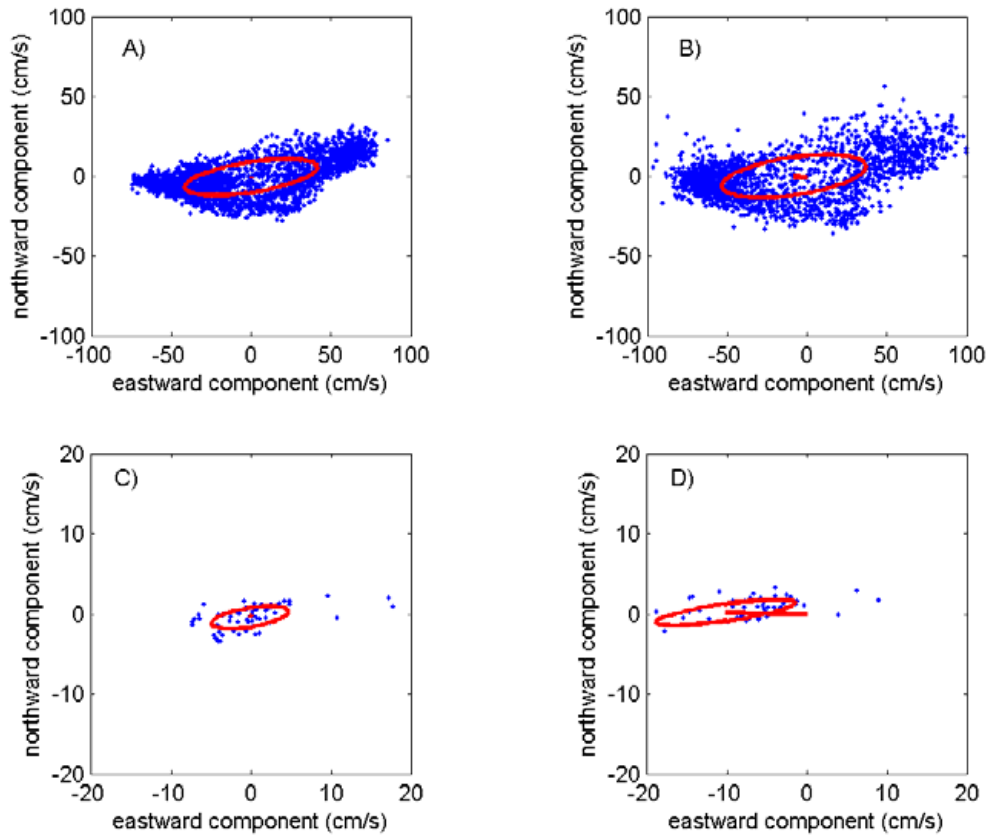 A)
northward component (cm/s)
100
50
0
-50
-100
-100 -50 0 50 100
eastward component (cm/s)
B)
northward component (cm/s)
100
50
0
-50
-100
-100 -50 0 50 100
eastward component (cm/s)
C)
northward component (cm/s)
20
10
0
-10
-20
-20 -10 0 10 20
eastward component (cm/s)
D)
northward component (cm/s)
20
10
0
-10
-20
-20 -10 0 10 20
eastward component (cm/s)